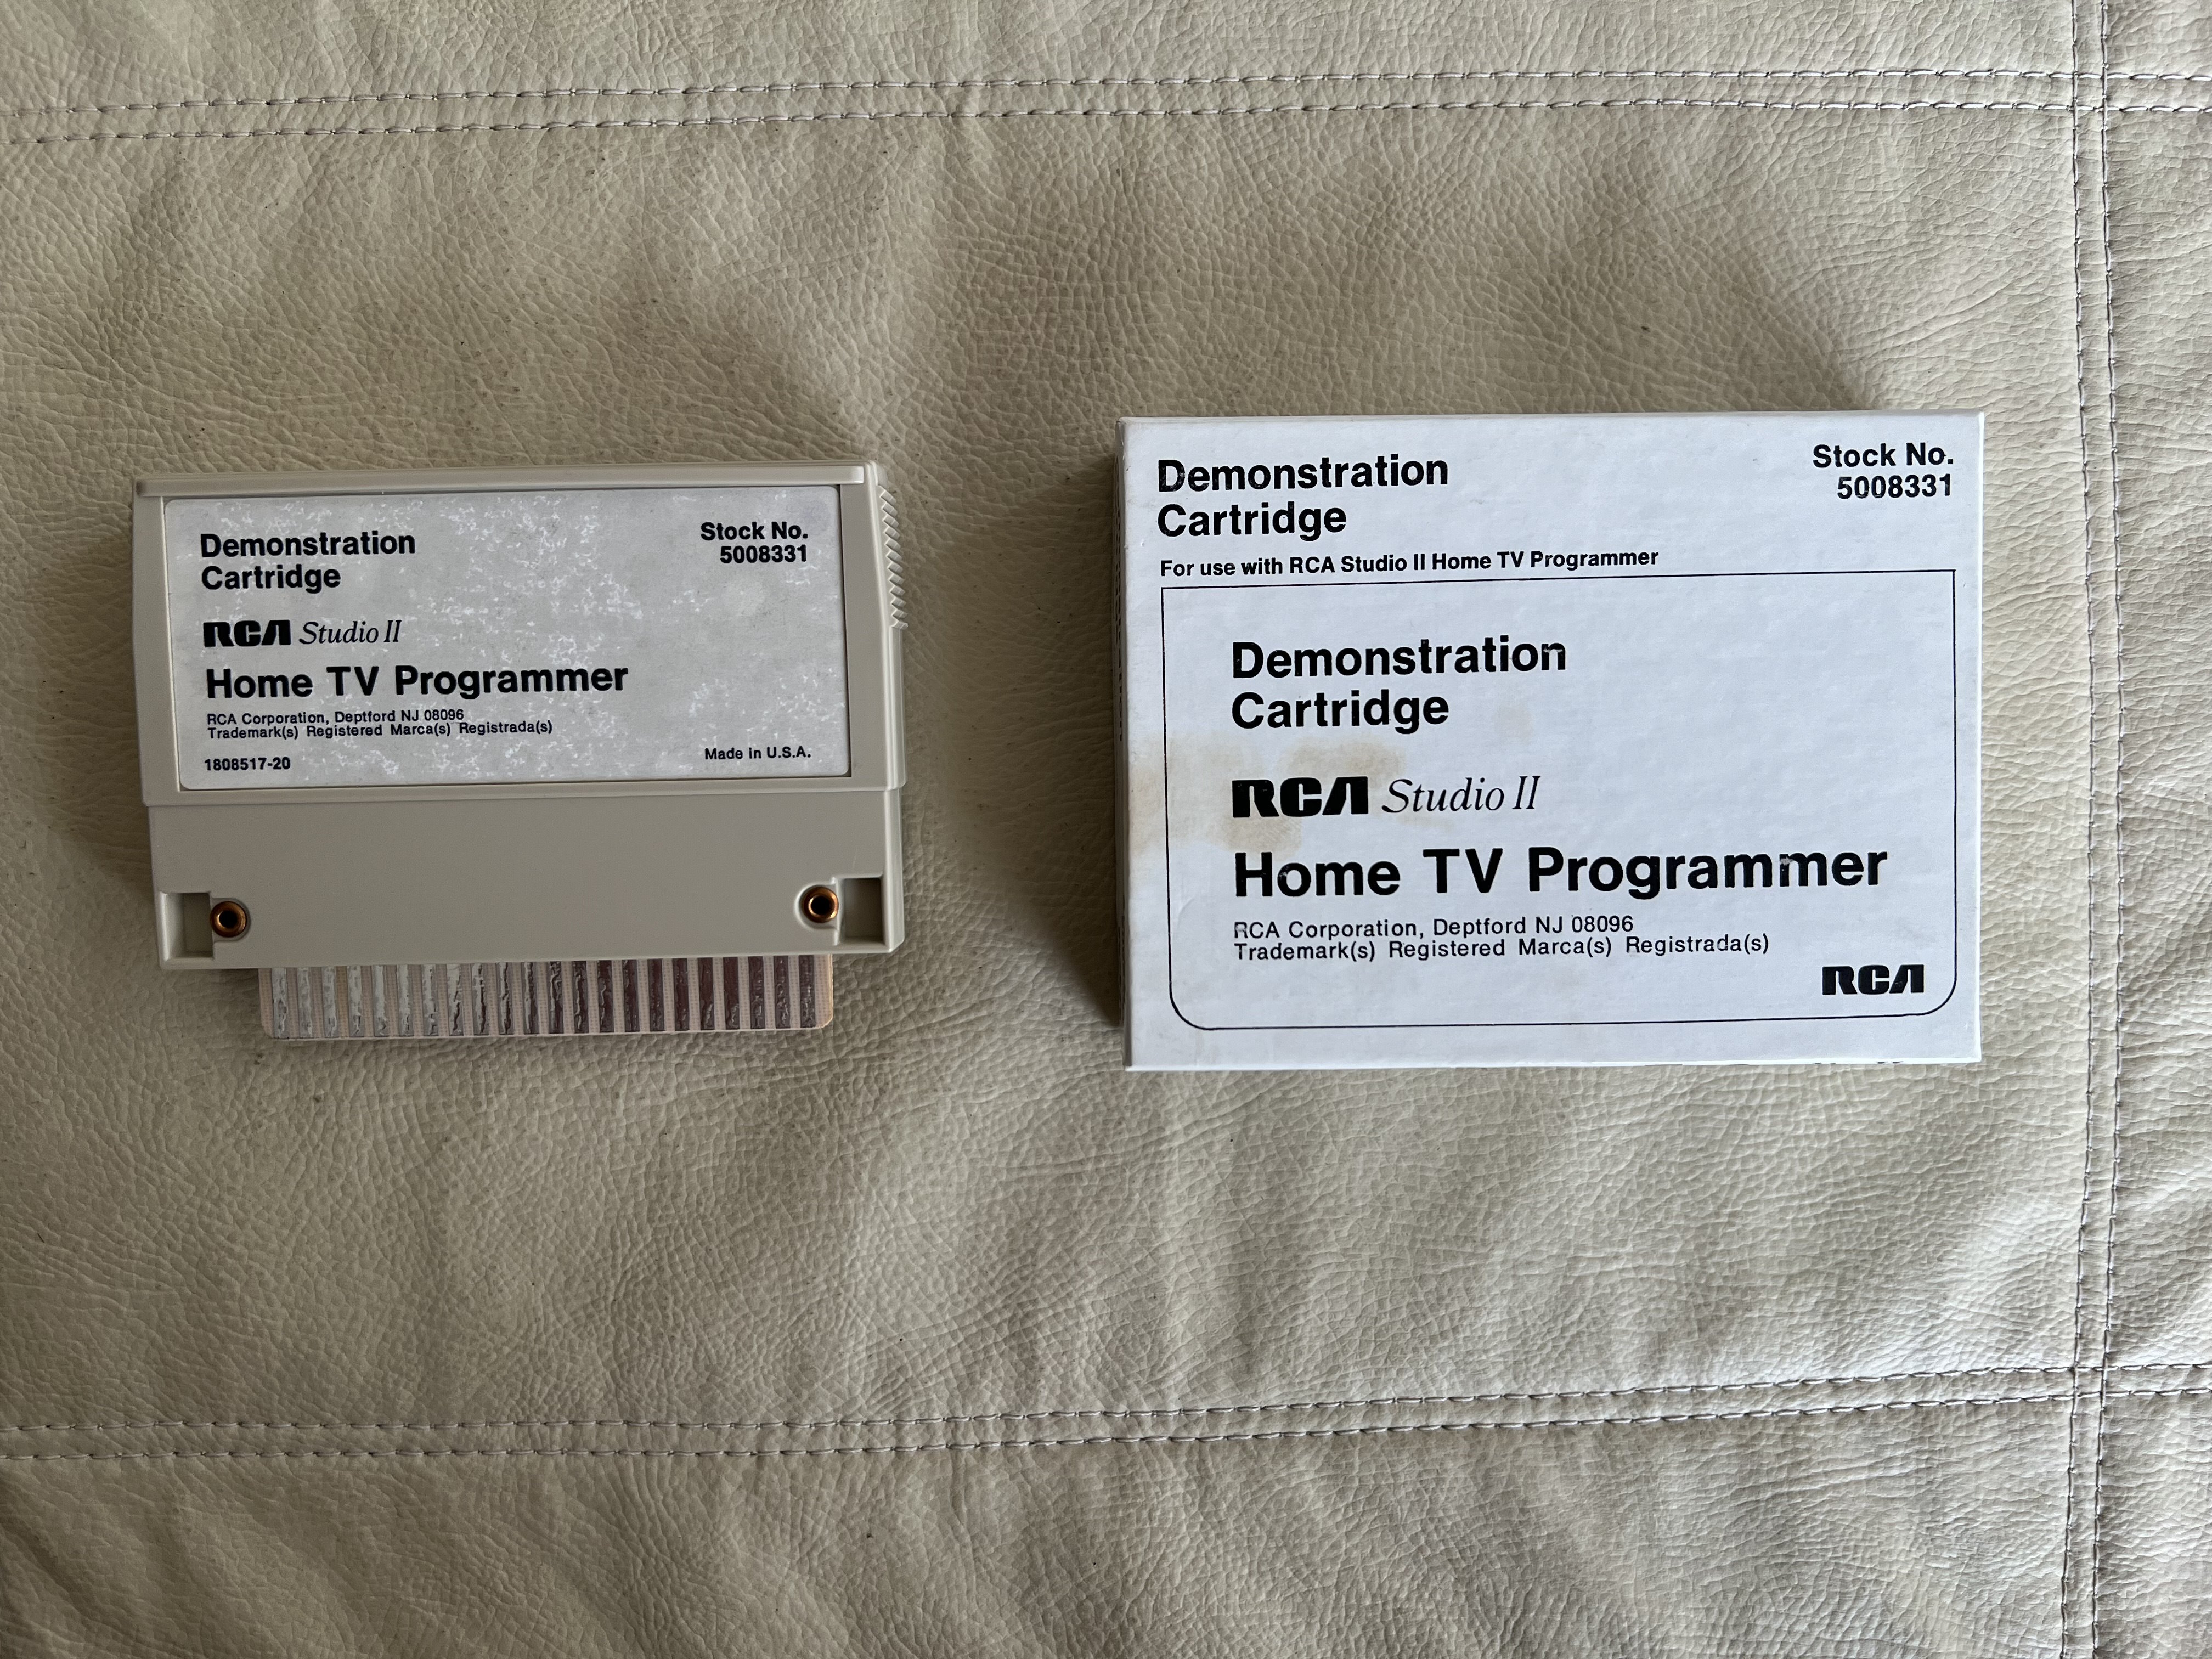 Demonstration
Cartridge
Stock No.
5008331
RCA Studio II
Home TV Programmer
RCA Corporation, Deptford NJ 08096
Trademark(s) Registered Marca(s) Registrada(s)
1808517-20
Made in U.S.A.
Demonstration
Cartridge
Stock No.
5008331
For use with RCA Studio II Home TV Programmer
Demonstration
Cartridge
RCA Studio II
Home TV Programmer
RCA Corporation, Deptford NJ 08096
Trademark(s) Registered Marca(s) Registrada(s)
RCA